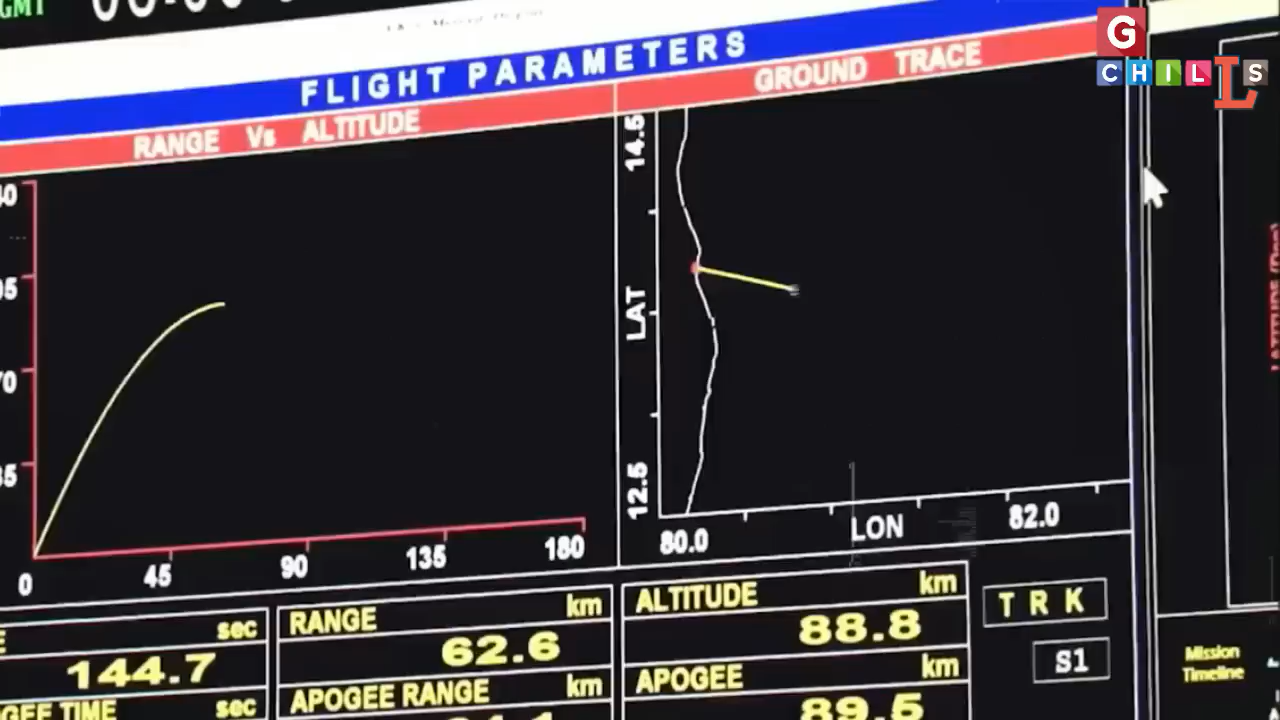 GMT
G
CHILLS
FLIGHT PARAMETERS
RANGE Vs ALTITUDE
GROUND TRACE
14.5
LAT
12.5
0 45 90 135 180
80.0 LON 82.0
sec
144.7
sec
RANGE km
62.6
APOGEE RANGE km
ALTITUDE km
88.8
APOGEE km
89.5
TRK
S1
Mission
Timeline